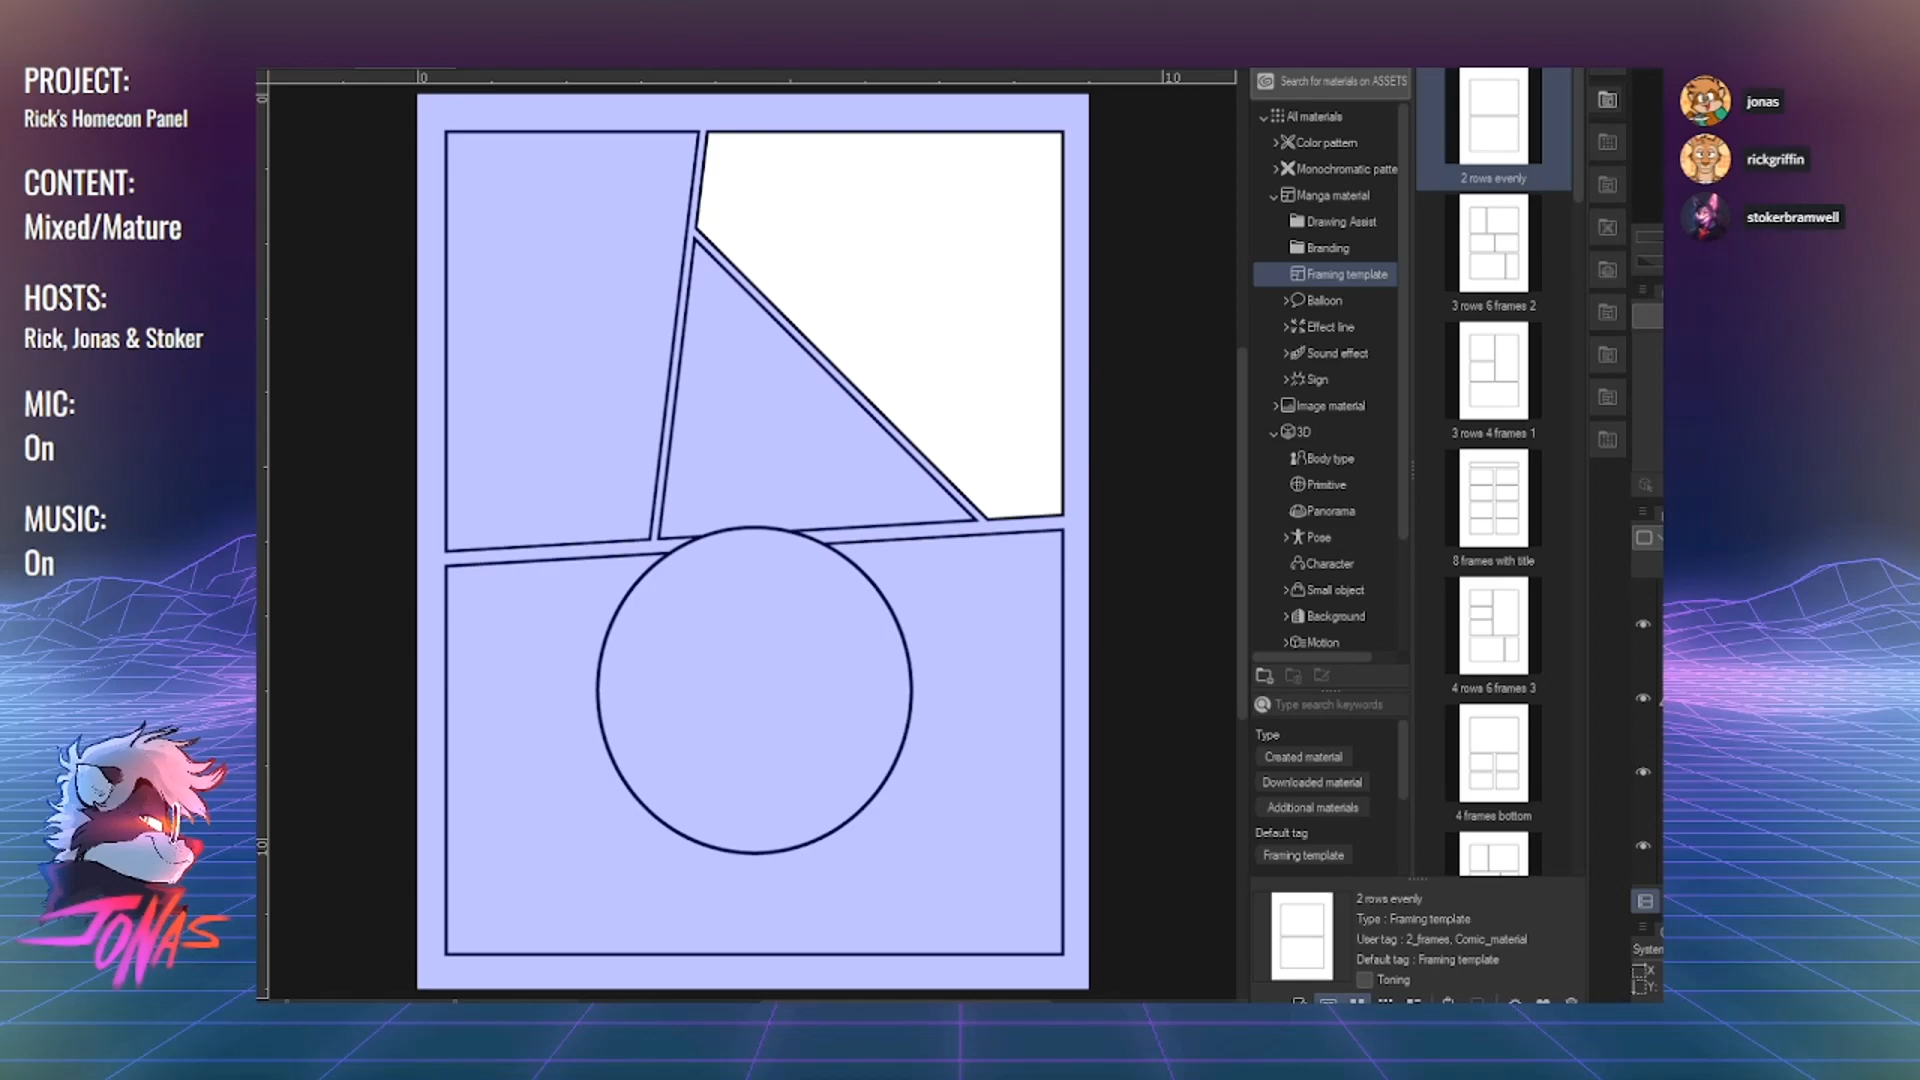 PROJECT:
Rick's Homecon Panel
CONTENT:
Mixed/Mature
HOSTS:
Rick, Jonas & Stoker
MIC:
On
MUSIC:
On
JONAS
0
10
0
10
Search for materials on ASSETS
All materials
Color pattern
Monochromatic patte
Manga material
Drawing Assist
Branding
Framing template
Balloon
Effect line
Sound effect
Sign
Image material
3D
Body type
Primitive
Panorama
Pose
Character
Small object
Background
Motion
Type search keywords
Type
Created material
Downloaded material
Additional materials
Default tag
Framing template
2 rows evenly
3 rows 6 frames 2
3 rows 4 frames 1
8 frames with title
4 rows 6 frames 3
4 frames bottom
2 rows evenly
Type : Framing template
User tag : 2_frames, Comic_material
Default tag : Framing template
Toning
System
X
Y:
jonas
rickgriffin
stokerbramwell